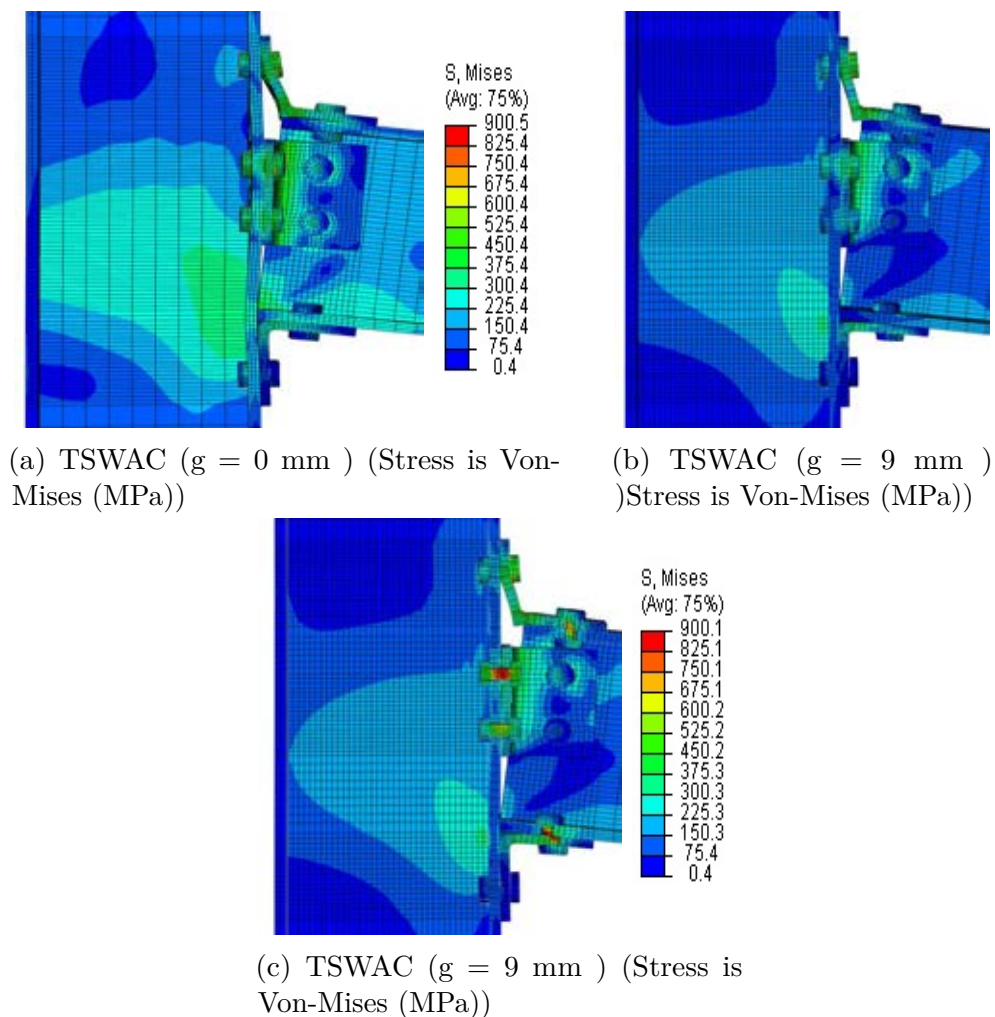 S, Mises
(Avg: 75%)
900.5
825.4
750.4
675.4
600.4
525.4
450.4
375.4
300.4
225.4
150.4
75.4
0.4
(a) TSWAC (g = 0 mm ) (Stress is Von-
Mises (MPa))
(b) TSWAC (g = 9 mm )
)Stress is Von-Mises (MPa))
S, Mises
(Avg: 75%)
900.1
825.1
750.1
675.1
600.2
525.2
450.2
375.3
300.3
225.3
150.3
75.4
0.4
(c) TSWAC (g = 9 mm ) (Stress is
Von-Mises (MPa))